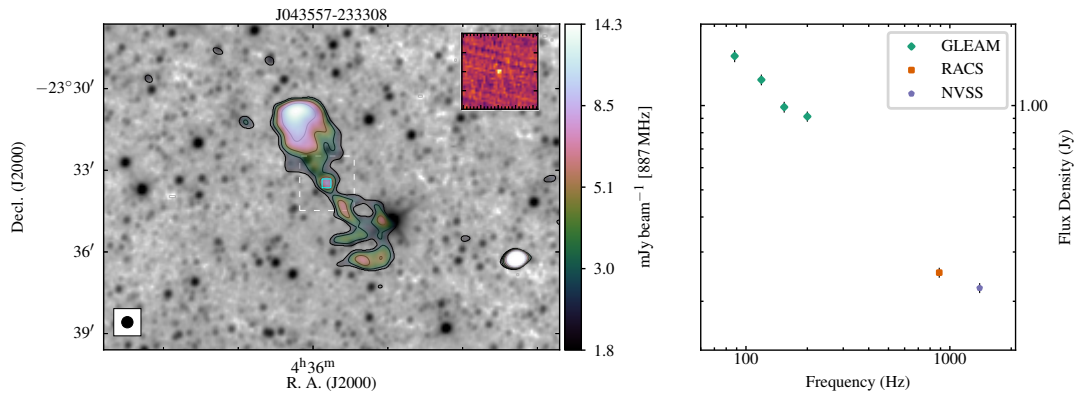 J043557-233308
−23°30′
33′
36′
39′
Decl. (J2000)
4ʰ36ᵐ
R. A. (J2000)
14.3
8.5
5.1
3.0
1.8
mJy beam⁻¹ [887 MHz]
GLEAM
RACS
NVSS
1.00
Flux Density (Jy)
100
1000
Frequency (Hz)